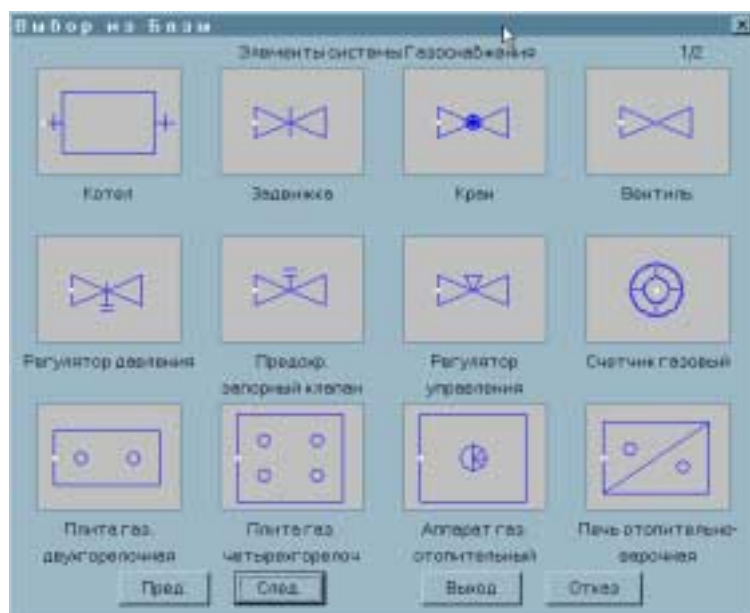 Выбор из Базы
Элементы системы Газоснабжения 1/2
Котел Задвижка Кран Вентиль
Регулятор давления Предохр. Регулятор Счетчик газовый
запорный клапан управления
Плита газ. Плита газ. Аппарат газ. Печь отопительно-
двухгорелочная четырехгорелоч отопительный варочная
Пред. След. Выход Отказ